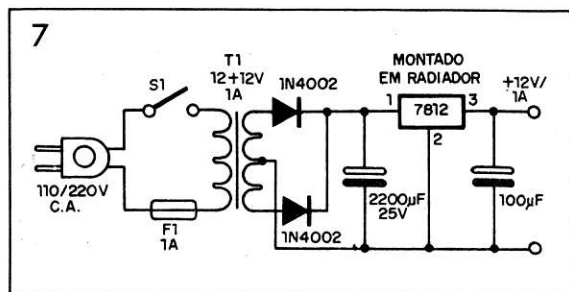 7
T1
12+12V
1A
S1
1N4002
MONTADO
EM RADIADOR
+12V/
1A
1
7812
3
2
110/220V
C.A.
F1
1A
1N4002
2200µF
25V
100µF